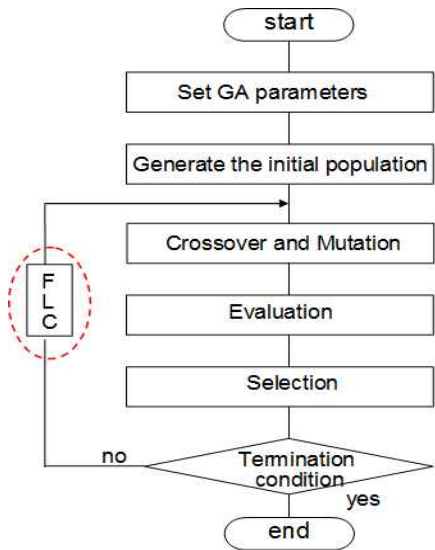 start
Set GA parameters
Generate the initial population
Crossover and Mutation
F
L
C
Evaluation
Selection
no
Termination
condition
yes
end